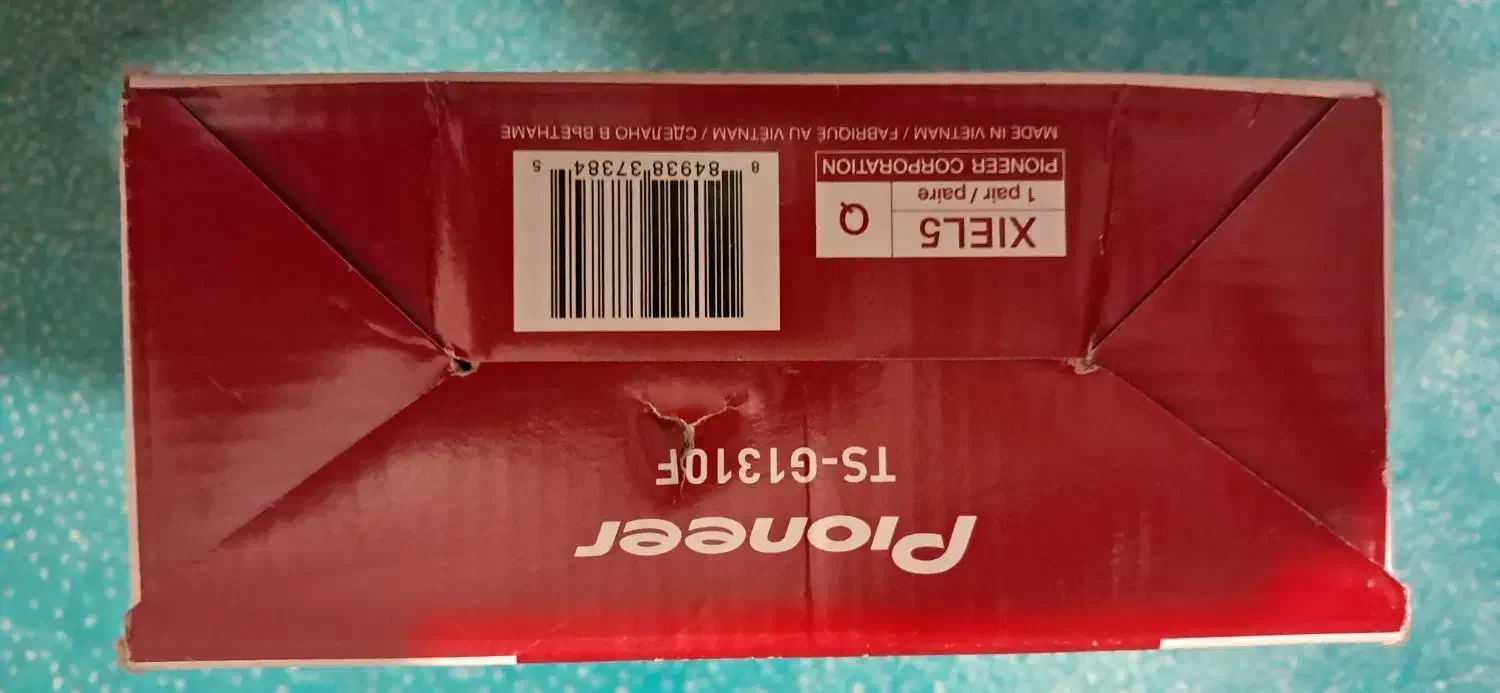 Pioneer
TS-G1310F
XIEL5
1 pair / paire
Q
PIONEER CORPORATION
8 84938 37384 5
MADE IN VIETNAM / FABRIQUÉ AU VIÊTNAM / СДЕЛАНО В ВЬЕТНАМЕ